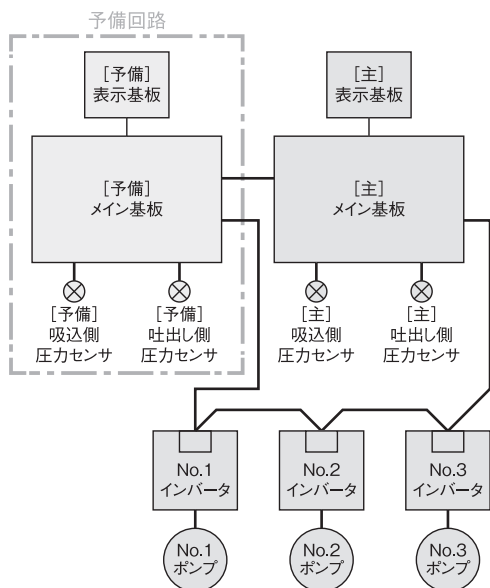 予備回路
[予備]
表示基板
[主]
表示基板
[予備]
メイン基板
[主]
メイン基板
[予備]
吸込側
圧力センサ
[予備]
吐出し側
圧力センサ
[主]
吸込側
圧力センサ
[主]
吐出し側
圧力センサ
No.1
インバータ
No.2
インバータ
No.3
インバータ
No.1
ポンプ
No.2
ポンプ
No.3
ポンプ